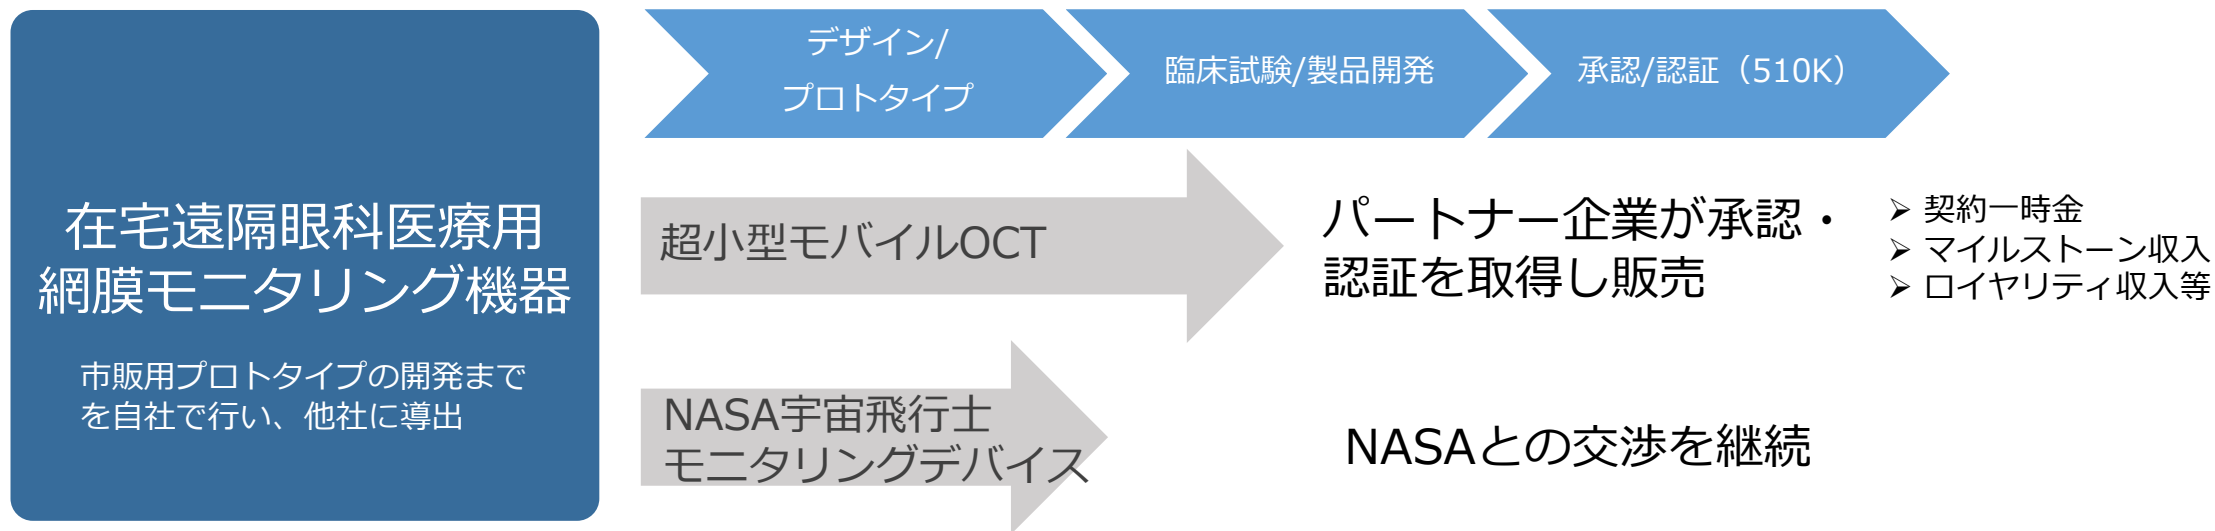 在宅遠隔眼科医療用
網膜モニタリング機器
市販用プロトタイプの開発まで
を自社で行い、他社に導出
デザイン/
プロトタイプ
臨床試験/製品開発
承認/認証（510K）
超小型モバイルOCT
パートナー企業が承認・
認証を取得し販売
➢ 契約一時金
➢ マイルストーン収入
➢ ロイヤリティ収入等
NASA宇宙飛行士
モニタリングデバイス
NASAとの交渉を継続